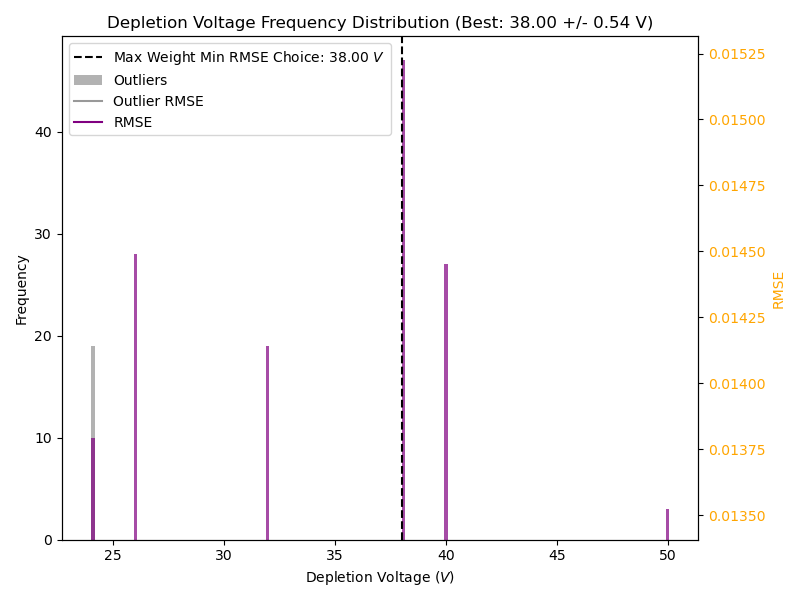 Depletion Voltage Frequency Distribution (Best: 38.00 +/- 0.54 V)
Max Weight Min RMSE Choice: 38.00 V
Outliers
Outlier RMSE
RMSE
Frequency
40
30
20
10
0
25
30
35
40
45
50
Depletion Voltage (V)
0.01525
0.01500
0.01475
0.01450
0.01425
0.01400
0.01375
0.01350
RMSE